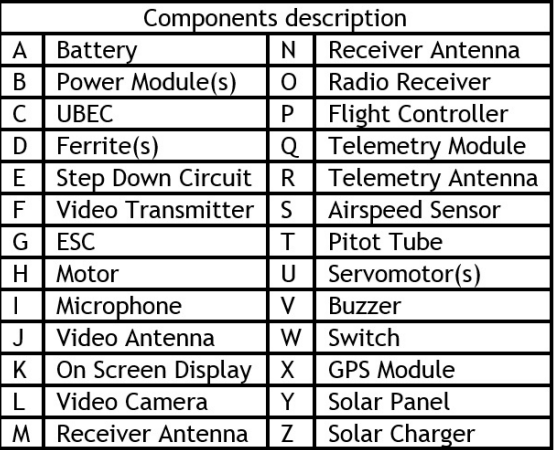 Components description
A Battery N Receiver Antenna
B Power Module(s) O Radio Receiver
C UBEC P Flight Controller
D Ferrite(s) Q Telemetry Module
E Step Down Circuit R Telemetry Antenna
F Video Transmitter S Airspeed Sensor
G ESC T Pitot Tube
H Motor U Servomotor(s)
I Microphone V Buzzer
J Video Antenna W Switch
K On Screen Display X GPS Module
L Video Camera Y Solar Panel
M Receiver Antenna Z Solar Charger